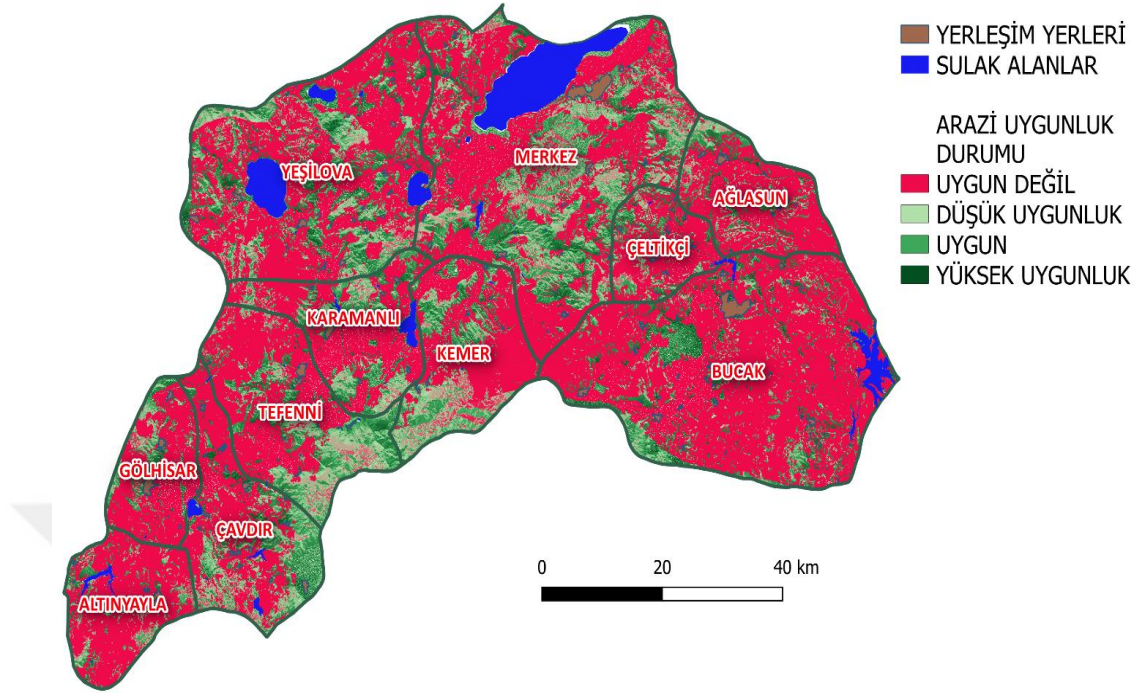 YERLEŞİM YERLERİ
SULAK ALANLAR
ARAZİ UYGUNLUK
DURUMU
UYGUN DEĞİL
DÜŞÜK UYGUNLUK
UYGUN
YÜKSEK UYGUNLUK
MERKEZ
YEŞİLOVA
AĞLASUN
ÇELTİKÇİ
KARAMANLI
KEMER
BUCAK
TEFENNİ
GÖLHİSAR
ÇAVDIR
ALTINYAYLA
0 20 40 km